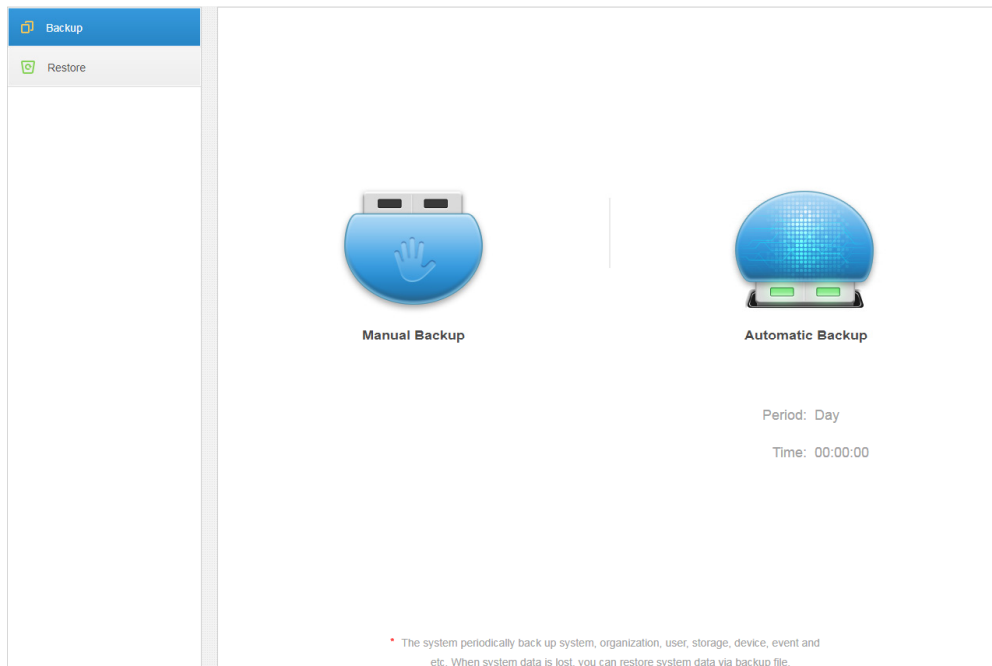 Backup
Restore
Manual Backup
Automatic Backup
Period: Day
Time: 00:00:00
* The system periodically back up system, organization, user, storage, device, event and
etc. When system data is lost, you can restore system data via backup file.